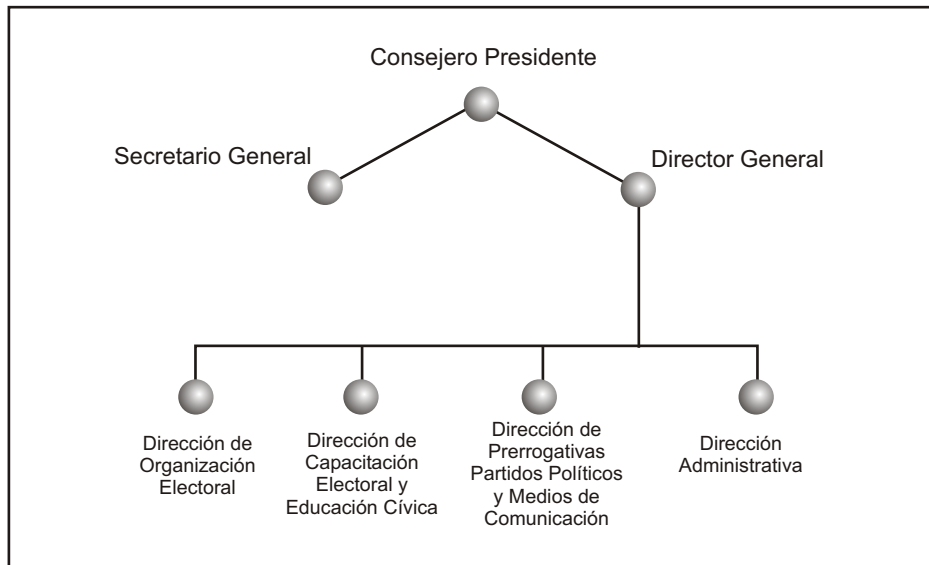 Consejero Presidente
Secretario General
Director General
Dirección de
Organización
Electoral
Dirección de
Capacitación
Electoral y
Educación Cívica
Dirección de
Prerrogativas
Partidos Políticos
y Medios de
Comunicación
Dirección
Administrativa